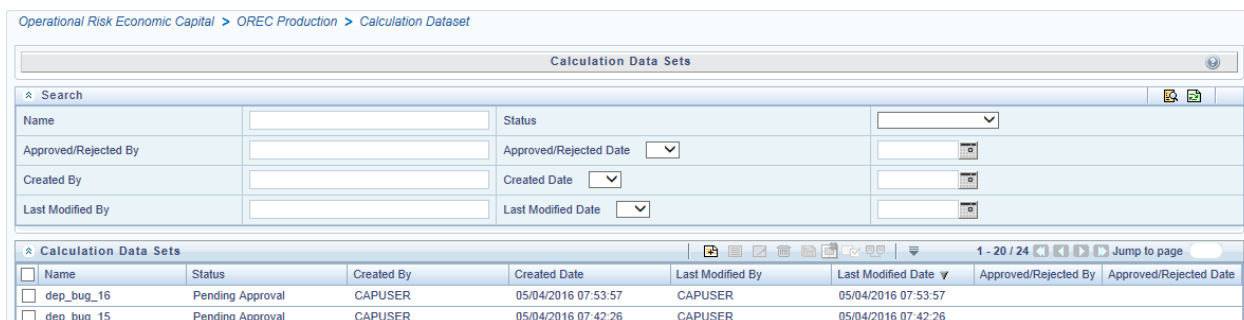 Operational Risk Economic Capital > OREC Production > Calculation Dataset
Calculation Data Sets
Search
Name Status
Approved/Rejected By Approved/Rejected Date
Created By Created Date
Last Modified By Last Modified Date
Calculation Data Sets 1 - 20 / 24 Jump to page
Name Status Created By Created Date Last Modified By Last Modified Date Approved/Rejected By Approved/Rejected Date
dep_bug_16 Pending Approval CAPUSER 05/04/2016 07:53:57 CAPUSER 05/04/2016 07:53:57
dep_bug_15 Pending Approval CAPUSER 05/04/2016 07:42:26 CAPUSER 05/04/2016 07:42:26